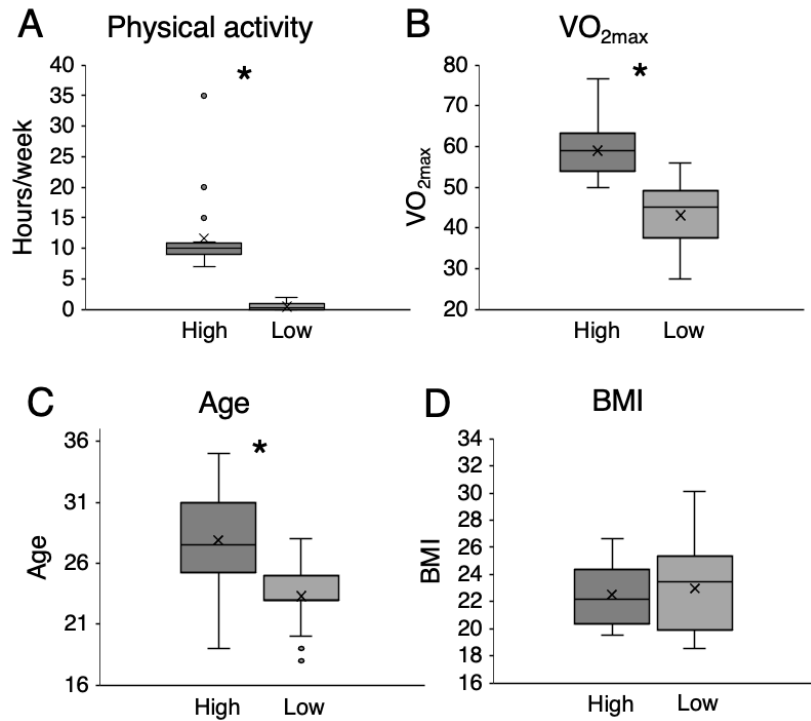 A Physical activity
*
Hours/week
40
35
30
25
20
15
10
5
0
High Low
B VO2max
*
VO2max
80
70
60
50
40
30
20
High Low
C Age
*
Age
36
31
26
21
16
High Low
D BMI
BMI
34
32
30
28
26
24
22
20
18
16
High Low